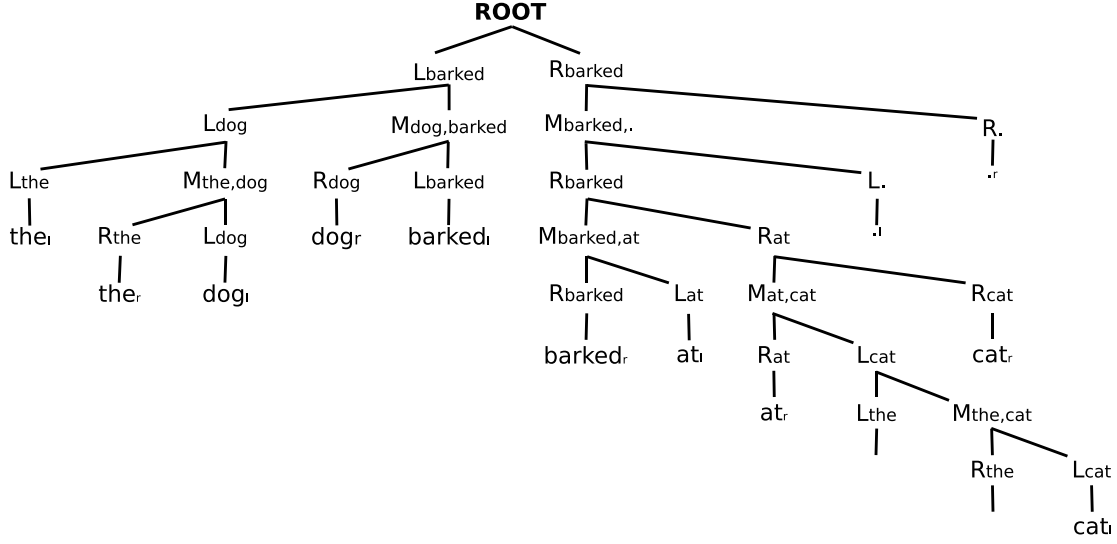 ROOT
Lbarked Rbarked
Ldog Mdog,barked Mbarked,. R.
Lthe Mthe,dog Rdog Lbarked Rbarked L. .r
thel Rthe Ldog dogr barkedl Mbarked,at Rat .l
ther dogl Rbarked Lat Mat,cat Rcat
barkedr atl Rat Lcat catr
atr Lthe Mthe,cat
Rthe Lcat
catl